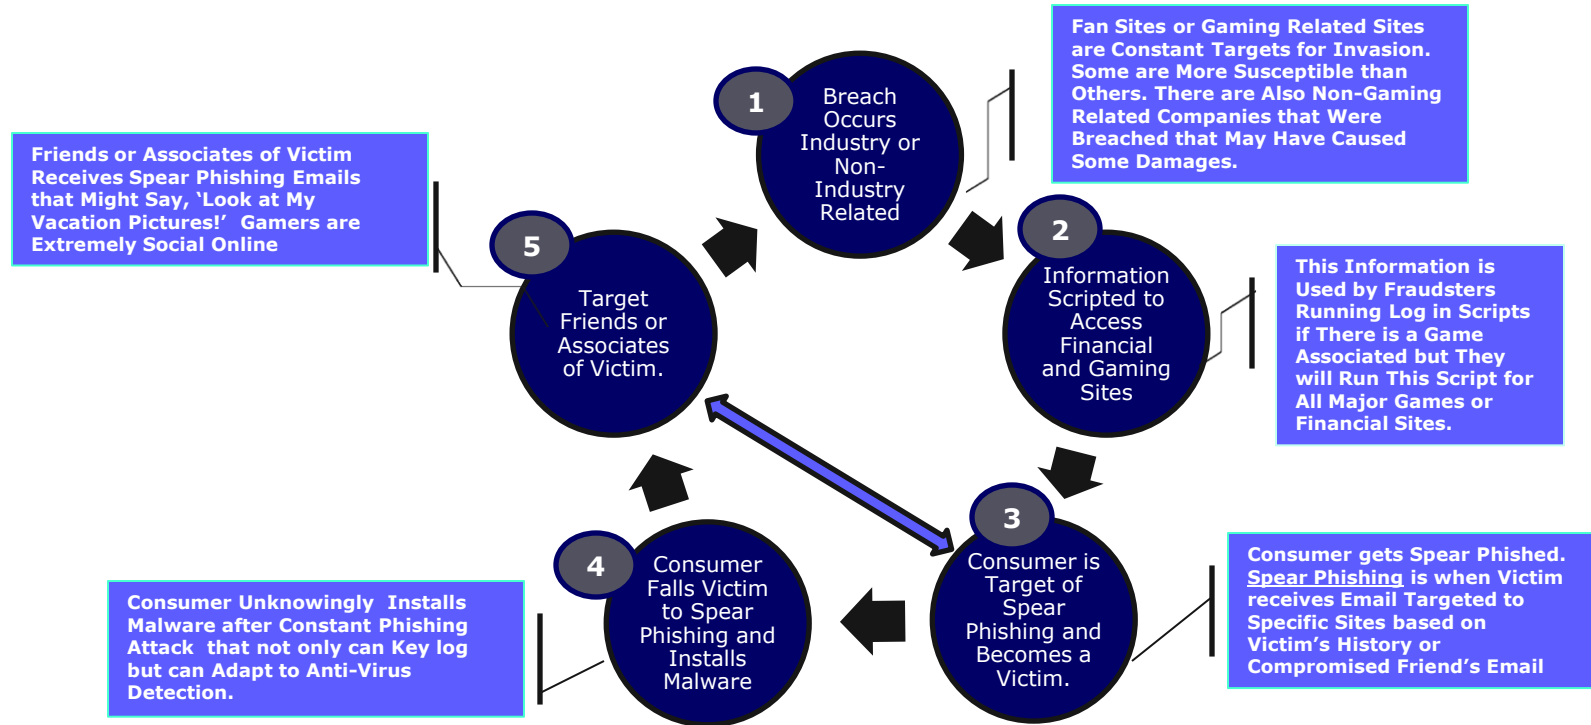 1
Breach
Occurs
Industry or
Non-
Industry
Related
Fan Sites or Gaming Related Sites
are Constant Targets for Invasion.
Some are More Susceptible than
Others. There are Also Non-Gaming
Related Companies that Were
Breached that May Have Caused
Some Damages.
2
Information
Scripted to
Access
Financial
and Gaming
Sites
This Information is
Used by Fraudsters
Running Log in Scripts
if There is a Game
Associated but They
will Run This Script for
All Major Games or
Financial Sites.
3
Consumer is
Target of
Spear
Phishing and
Becomes a
Victim.
Consumer gets Spear Phished.
Spear Phishing is when Victim
receives Email Targeted to
Specific Sites based on
Victim’s History or
Compromised Friend’s Email
4
Consumer
Falls Victim
to Spear
Phishing and
Installs
Malware
Consumer Unknowingly Installs
Malware after Constant Phishing
Attack that not only can Key log
but can Adapt to Anti-Virus
Detection.
5
Target
Friends or
Associates
of Victim.
Friends or Associates of Victim
Receives Spear Phishing Emails
that Might Say, ‘Look at My
Vacation Pictures!’ Gamers are
Extremely Social Online